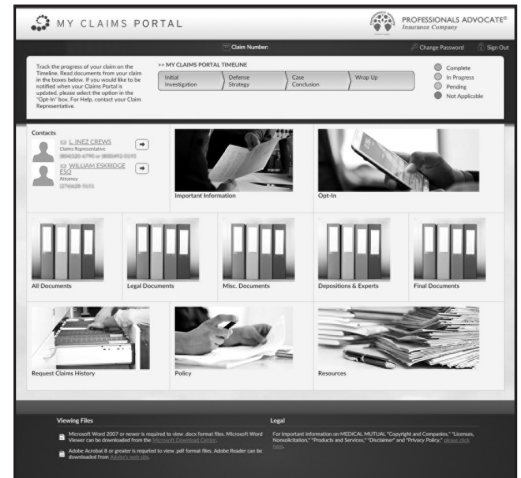 MY CLAIMS PORTAL
PROFESSIONALS ADVOCATE®
Insurance Company
Claim Number:
Change Password
Sign Out
Track the progress of your claim on the
Timeline. Read documents from your claim
in the boxes below. If you would like to be
notified when your Claims Portal is
updated, please select the option in the
"Opt-In" box. For Help, contact your Claim
Representative.
>> MY CLAIMS PORTAL TIMELINE
Initial
Investigation
Defense
Strategy
Case
Conclusion
Wrap Up
Complete
In Progress
Pending
Not Applicable
Contacts
L. INEZ CREWS
Claims Representative
WILLIAM ESKRIDGE
ESQ
Attorney
Important Information
Opt-In
All Documents
Legal Documents
Misc. Documents
Depositions & Experts
Final Documents
Request Claims History
Policy
Resources
Viewing Files
Microsoft Word 2007 or newer is required to view .docx format files. Microsoft Word
Viewer can be downloaded from the Microsoft Download Center.
Adobe Acrobat 8 or greater is required to view .pdf format files. Adobe Reader can be
downloaded from Adobe's web site.
Legal
For important information on MEDICAL MUTUAL "Copyright and Companies," "Licenses,
Nonsolicitation," "Products and Services," "Disclaimer" and "Privacy Policy," please click
here.